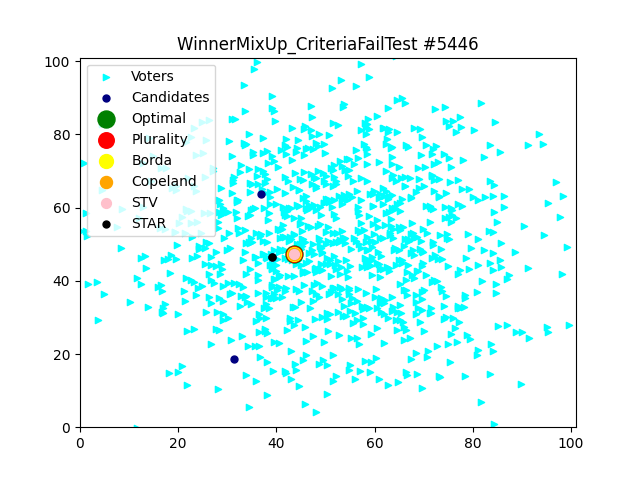 WinnerMixUp_CriteriaFailTest #5446
100
80
60
40
20
0
Voters
Candidates
Optimal
Plurality
Borda
Copeland
STV
STAR
0 20 40 60 80 100